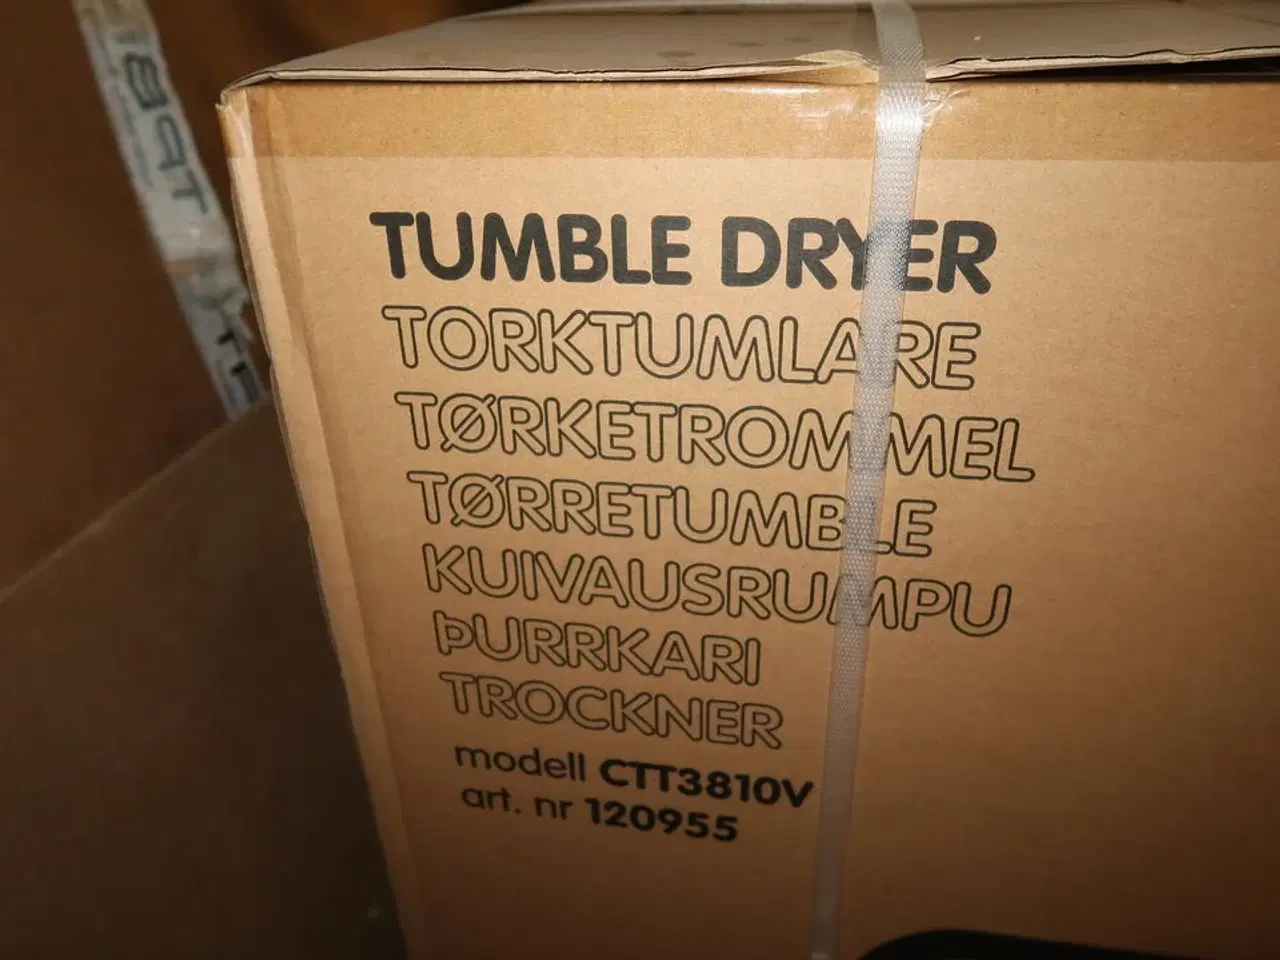 TUMBLE DRYER
TORKTUMLARE
TØRKETROMMEL
TØRRETUMBLE
KUIVAUSRUMPU
ÞURRKARI
TROCKNER
modell CTT3810V
art. nr 120955